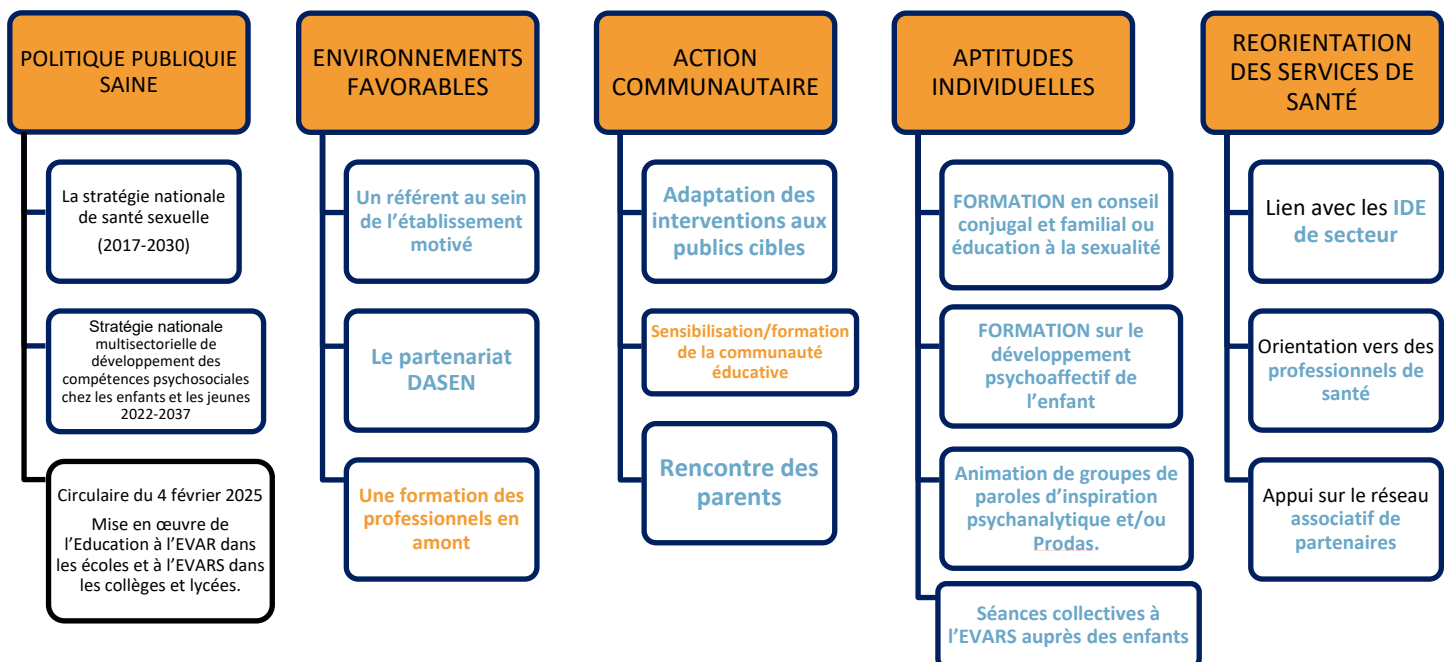 POLITIQUE PUBLIQUIE
SAINE
La stratégie nationale
de santé sexuelle
(2017-2030)
Stratégie nationale
multisectorielle de
développement des
compétences psychosociales
chez les enfants et les jeunes
2022-2037
Circulaire du 4 février 2025
Mise en œuvre de
l’Education à l’EVAR dans
les écoles et à l’EVARS dans
les collèges et lycées.
ENVIRONNEMENTS
FAVORABLES
Un référent au sein
de l’établissement
motivé
Le partenariat
DASEN
Une formation des
professionnels en
amont
ACTION
COMMUNAUTAIRE
Adaptation des
interventions aux
publics cibles
Sensibilisation/formation
de la communauté
éducative
Rencontre des
parents
APTITUDES
INDIVIDUELLES
FORMATION en conseil
conjugal et familial ou
éducation à la sexualité
FORMATION sur le
développement
psychoaffectif de
l’enfant
Animation de groupes de
paroles d’inspiration
psychanalytique et/ou
Prodas.
Séances collectives à
l’EVARS auprès des enfants
REORIENTATION
DES SERVICES DE
SANTÉ
Lien avec les IDE
de secteur
Orientation vers des
professionnels de
santé
Appui sur le réseau
associatif de
partenaires